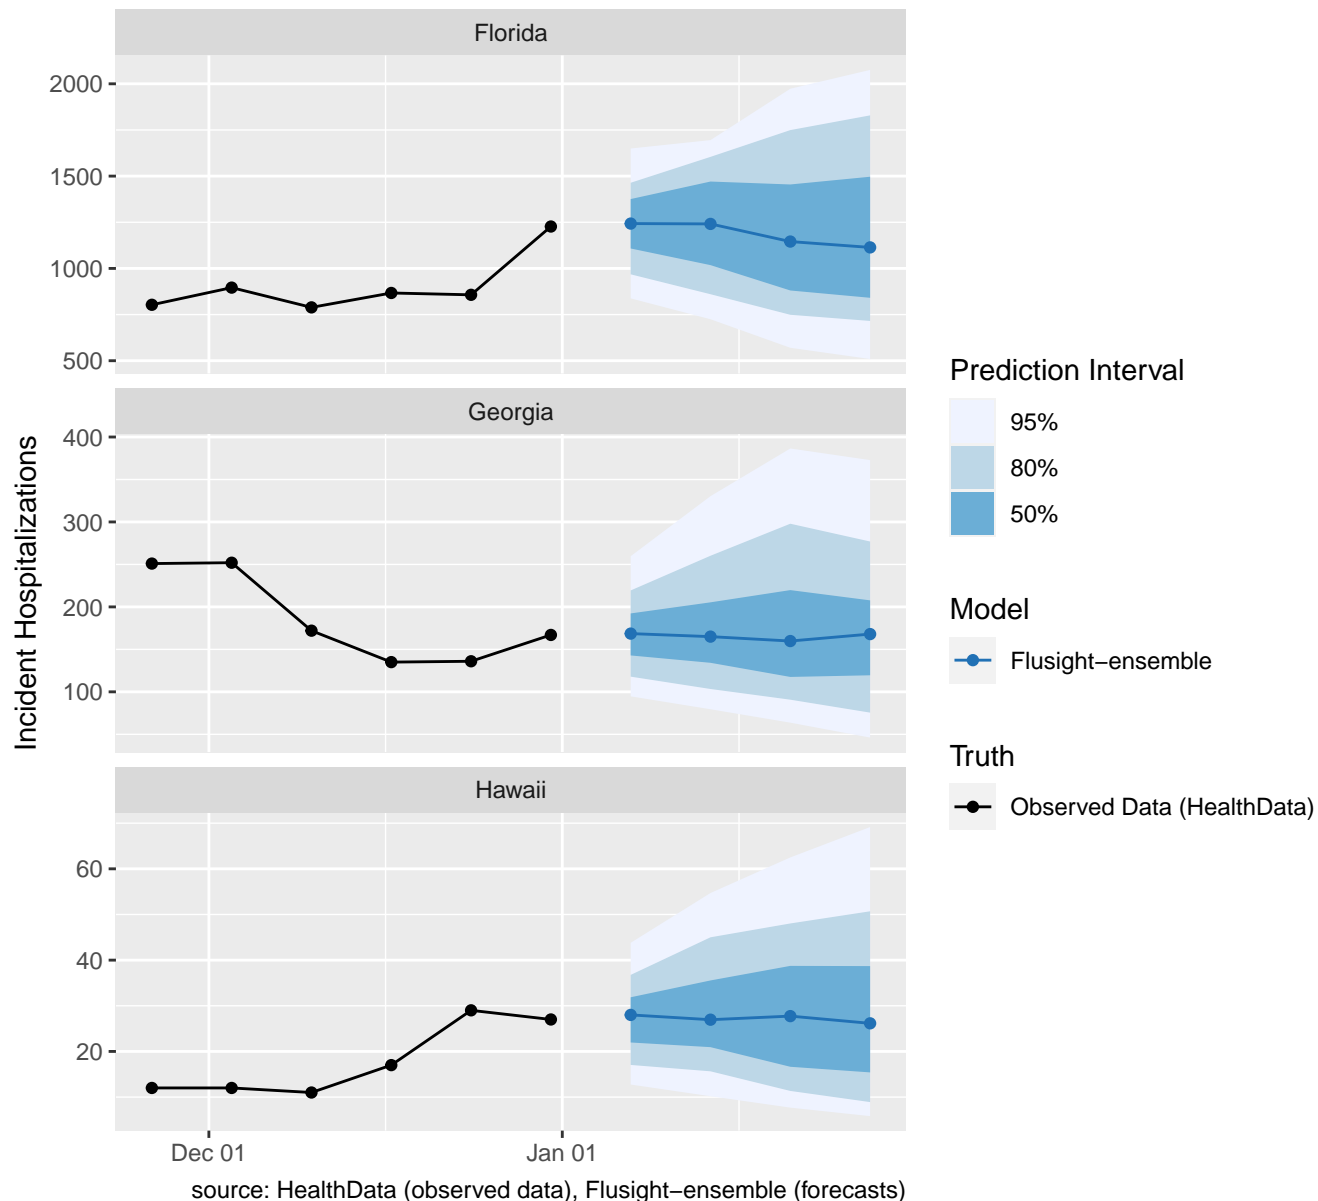 Florida
2000
1500
1000
500
Georgia
400
300
200
100
Hawaii
60
40
20
Dec 01
Jan 01
Incident Hospitalizations
source: HealthData (observed data), Flusight−ensemble (forecasts)
Prediction Interval
95%
80%
50%
Model
Flusight−ensemble
Truth
Observed Data (HealthData)